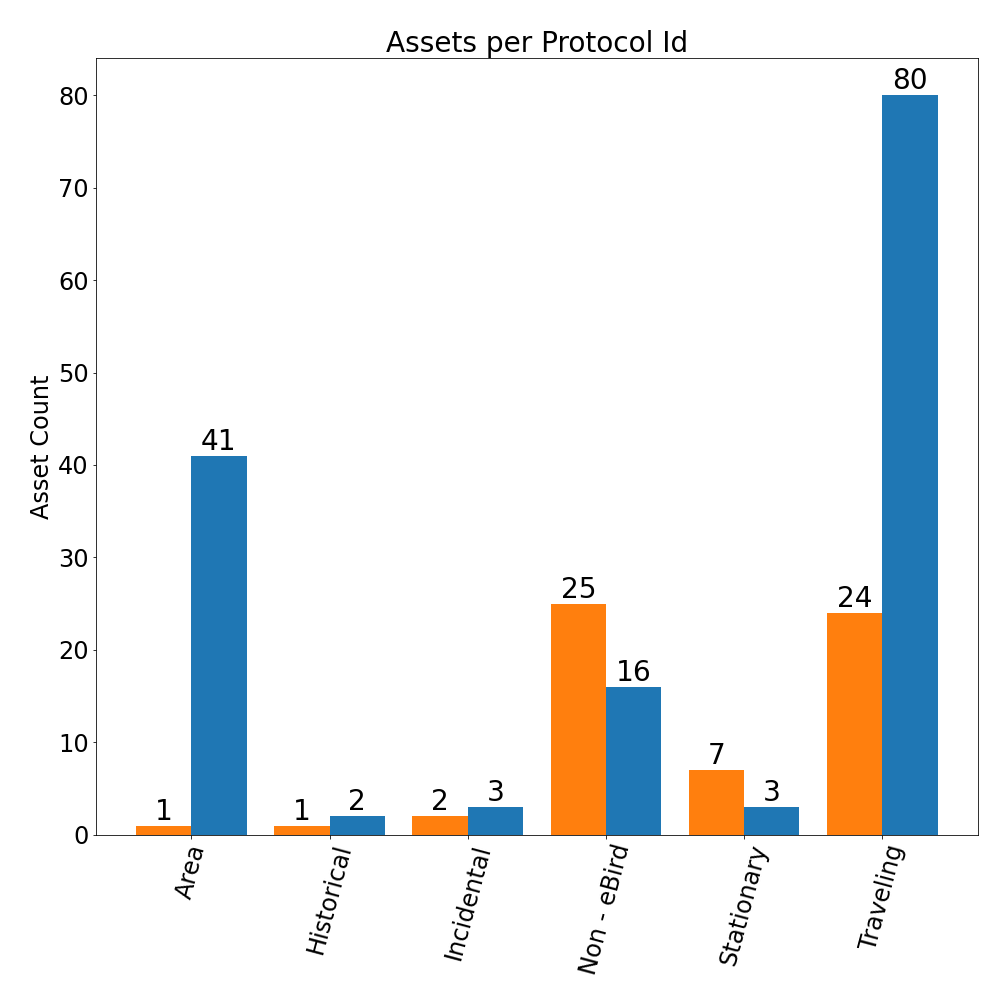 Assets per Protocol Id
Asset Count
80
70
60
50
40
30
20
10
0
1
41
1
2
2
3
25
16
7
3
24
80
Area
Historical
Incidental
Non - eBird
Stationary
Traveling